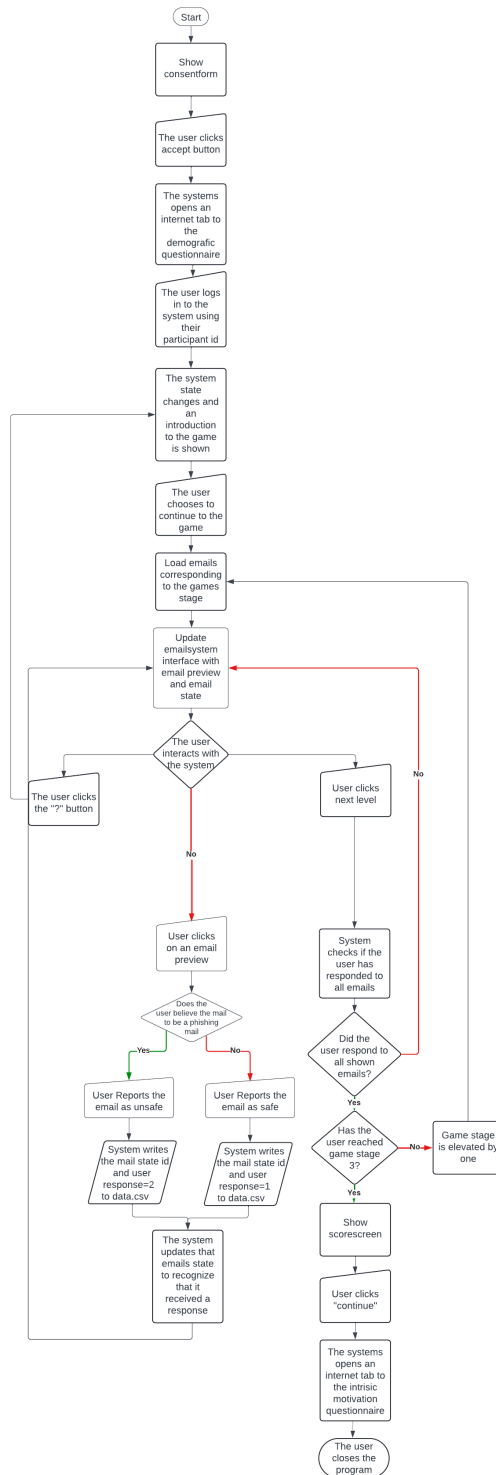 Start
Show
consentform
The user clicks
accept button
The systems
opens an
internet tab to
the
demografic
questionnaire
The user logs
in to the
system using
their
participant id
The system
state
changes and
an
introduction
to the game
is shown
The user
chooses to
continue to the
game
Load emails
corresponding
to the games
stage
Update
emailsystem
interface with
email preview
and email
state
The user
interacts with
the system
The user clicks
the "?" button
User clicks
next level
No
No
User clicks
on an email
preview
System
checks if the
user has
responded to
all emails
Does the
user believe the mail
to be a phishing
mail
Did the
user respond to
all shown
emails?
Yes
No
User Reports the
email as unsafe
User Reports the
email as safe
Yes
System writes
the mail state id
and user
response=2
to data.csv
System writes
the mail state id
and user
response=1
to data.csv
Has the
user reached
game stage
3?
No
Game stage
is elevated by
one
Yes
The system
updates that
emails state
to recognize
that it
received a
response
Show
scorescreen
User clicks
"continue"
The systems
opens an
internet tab to
the intrisic
motivation
questionnaire
The user
closes the
program